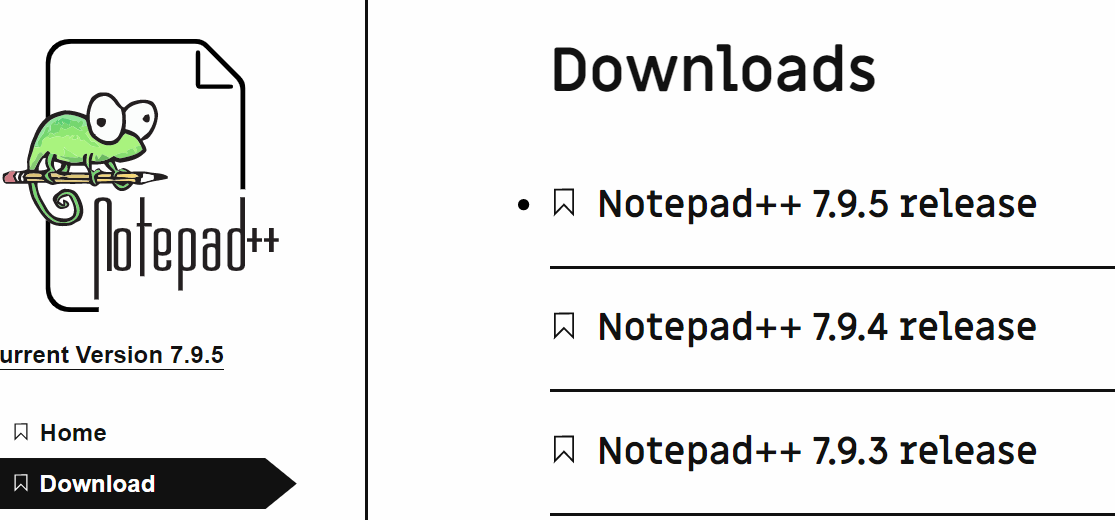 Notepad++
urrent Version 7.9.5
Home
Download
Downloads
Notepad++ 7.9.5 release
Notepad++ 7.9.4 release
Notepad++ 7.9.3 release